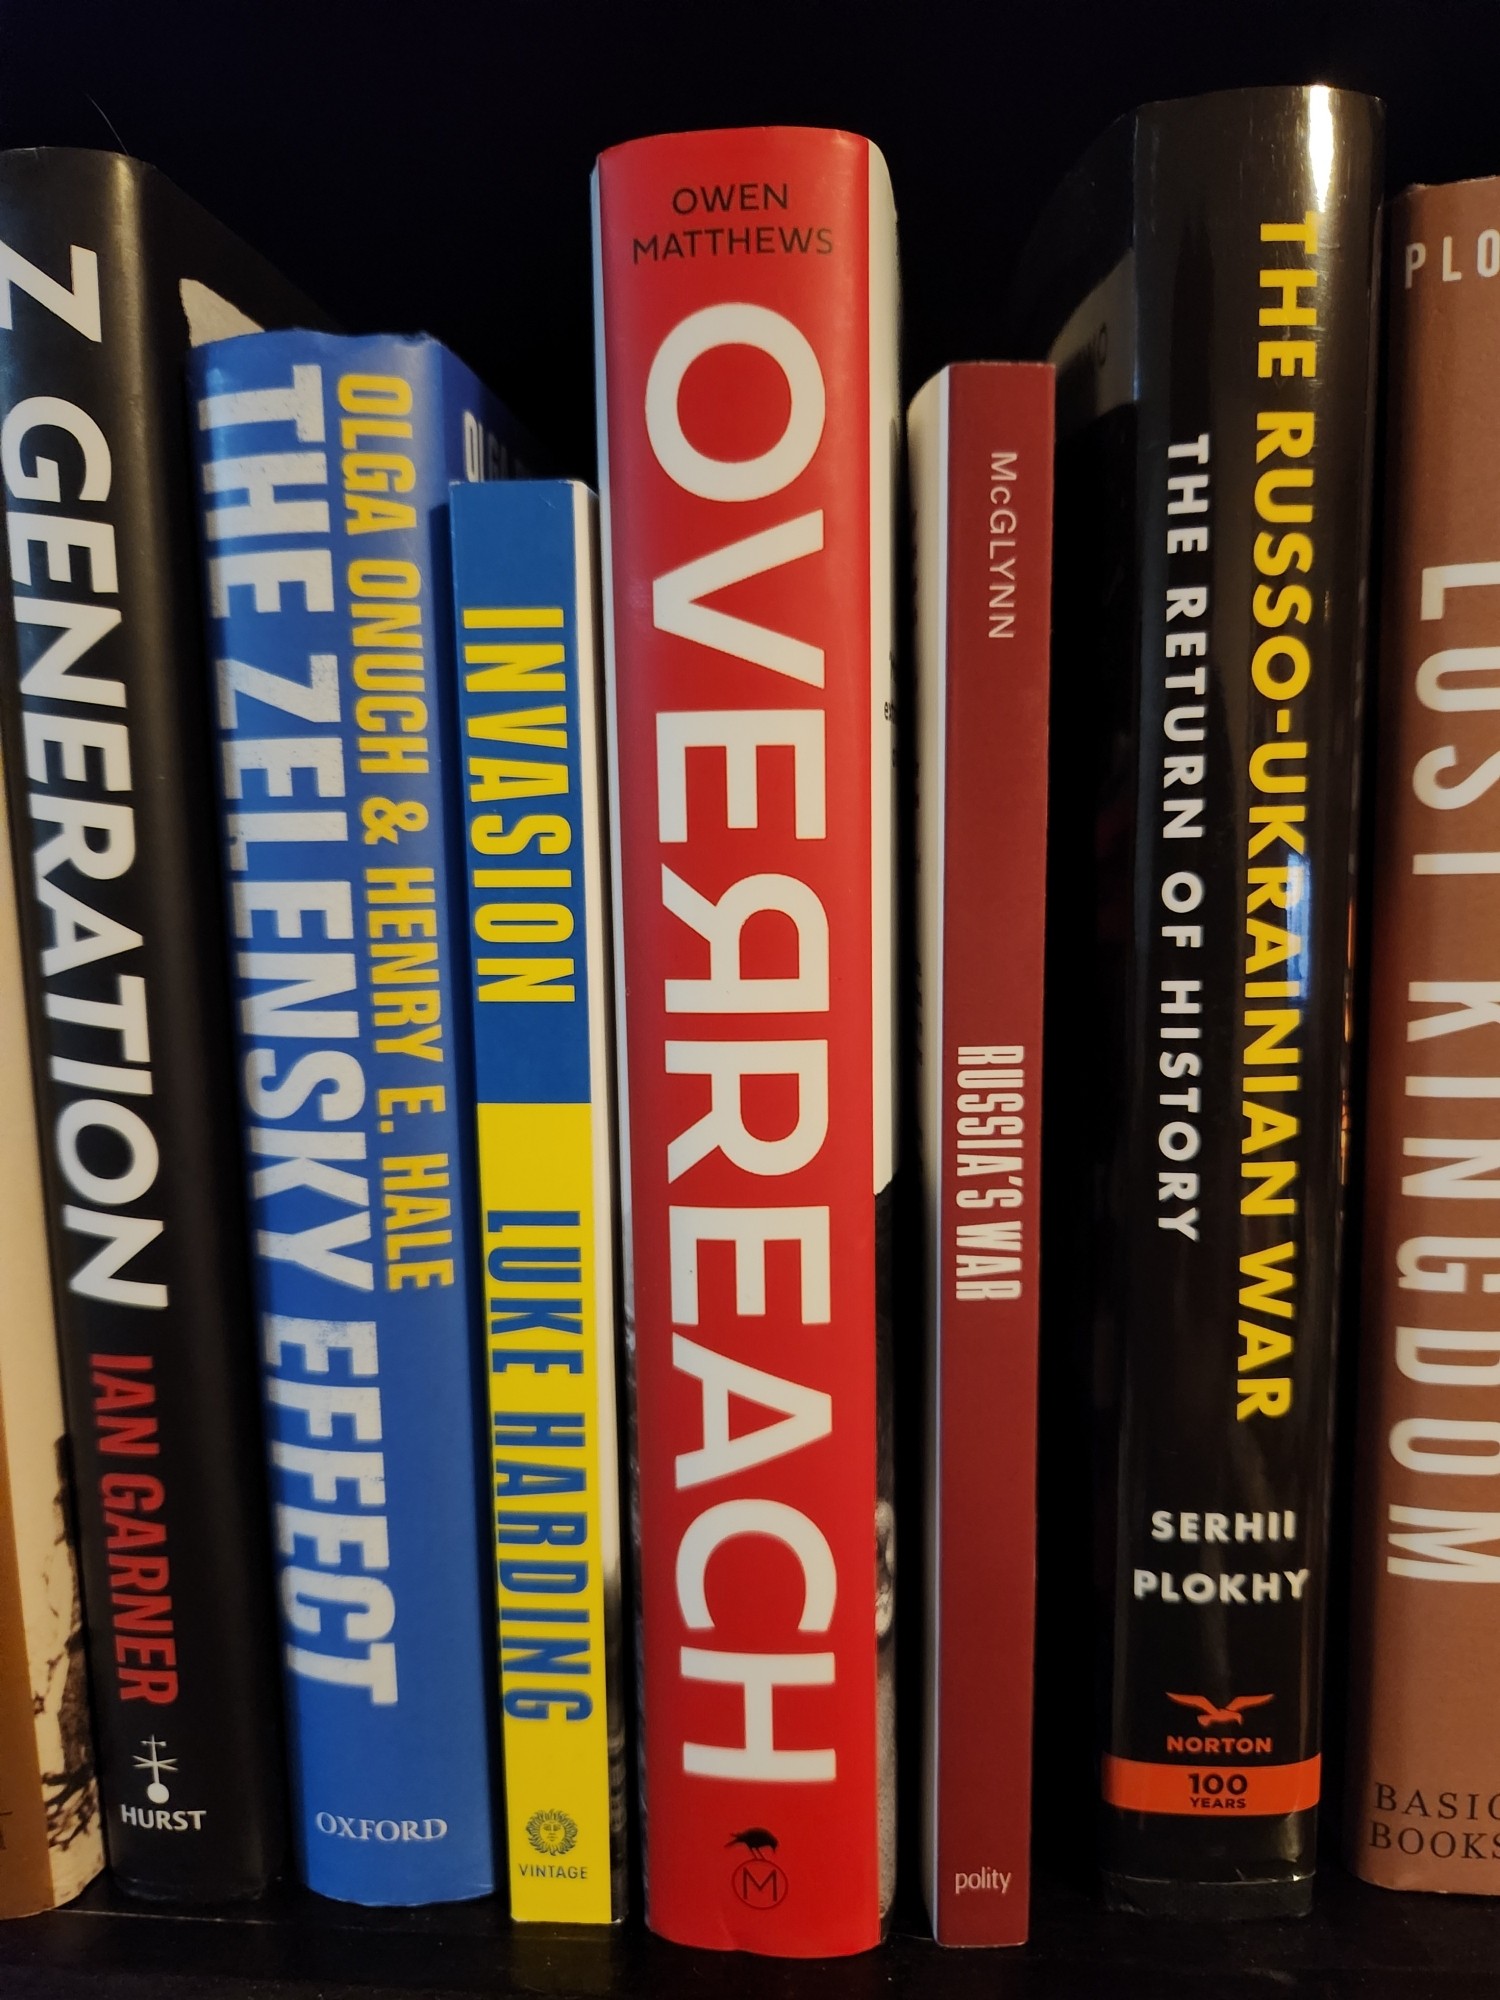 Z GENERATION
IAN GARNER
HURST
OLGA ONUCH & HENRY E. HALE
THE ZELENSKY EFFECT
OXFORD
INVASION
LUKE HARDING
VINTAGE
OWEN
MATTHEWS
OVEЯREACH
M
McGLYNN
RUSSIA'S WAR
polity
THE RUSSO-UKRAINIAN WAR
THE RETURN OF HISTORY
SERHII
PLOKHY
NORTON
100
YEARS
PLO
LOST KINGDOM
BASIC
BOOKS